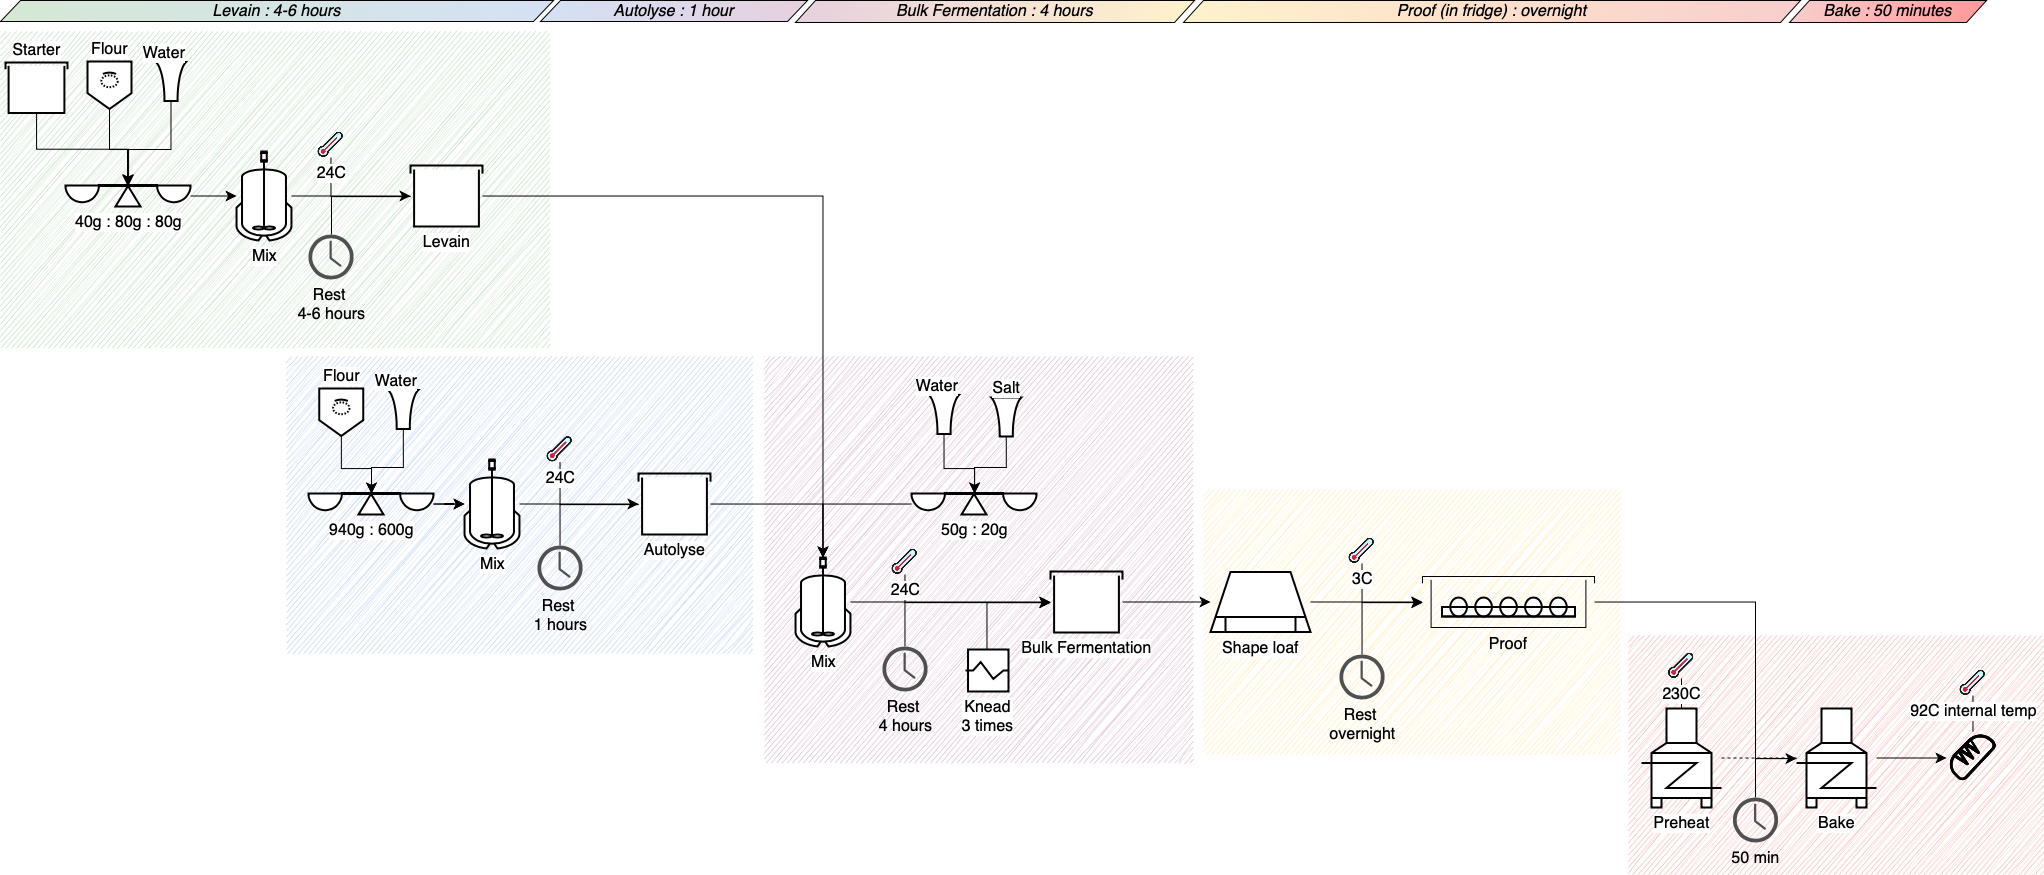 Levain : 4-6 hours
Autolyse : 1 hour
Bulk Fermentation : 4 hours
Proof (in fridge) : overnight
Bake : 50 minutes
Starter
Flour
Water
24C
40g : 80g : 80g
Mix
Levain
Rest
4-6 hours
Flour
Water
24C
940g : 600g
Mix
Autolyse
Rest
1 hours
Water
Salt
50g : 20g
24C
Mix
Bulk Fermentation
Rest
4 hours
Knead
3 times
3C
Shape loaf
Proof
Rest
overnight
230C
92C internal temp
Preheat
Bake
50 min